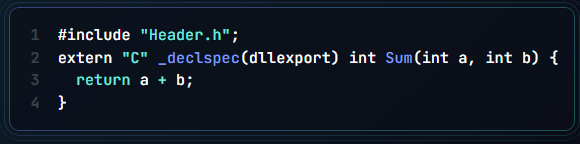 1 #include "Header.h";
2 extern "C" _declspec(dllexport) int Sum(int a, int b) {
3   return a + b;
4 }